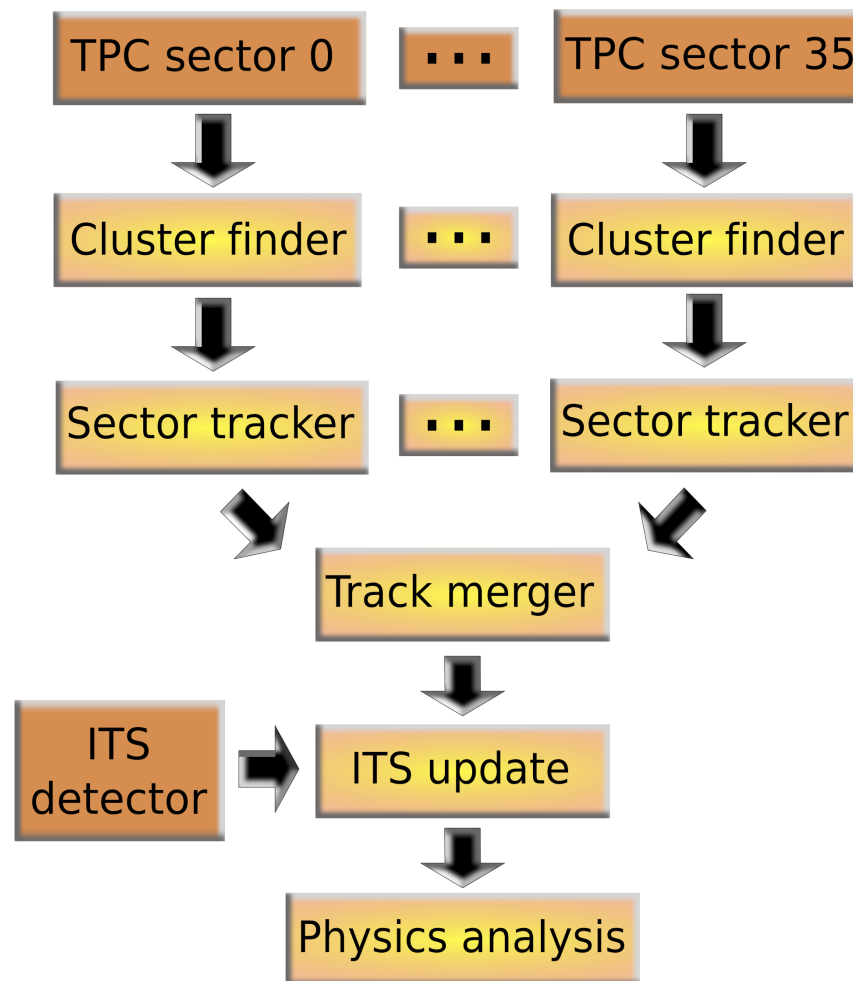 TPC sector 0 ... TPC sector 35
Cluster finder ... Cluster finder
Sector tracker ... Sector tracker
Track merger
ITS
detector
ITS update
Physics analysis